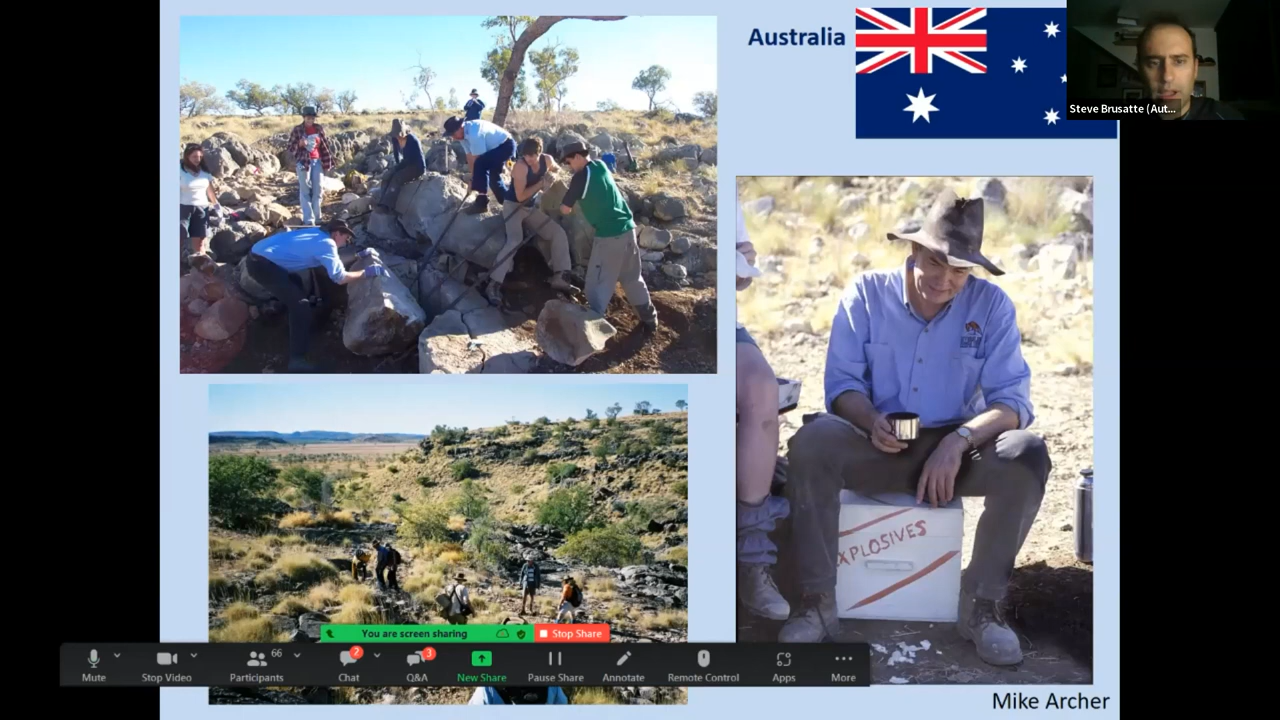 Australia
Steve Brusatte (Aut...
XPLOSIVES
You are screen sharing
Stop Share
66
2
3
Mute
Stop Video
Participants
Chat
Q&A
New Share
Pause Share
Annotate
Remote Control
Apps
More
Mike Archer